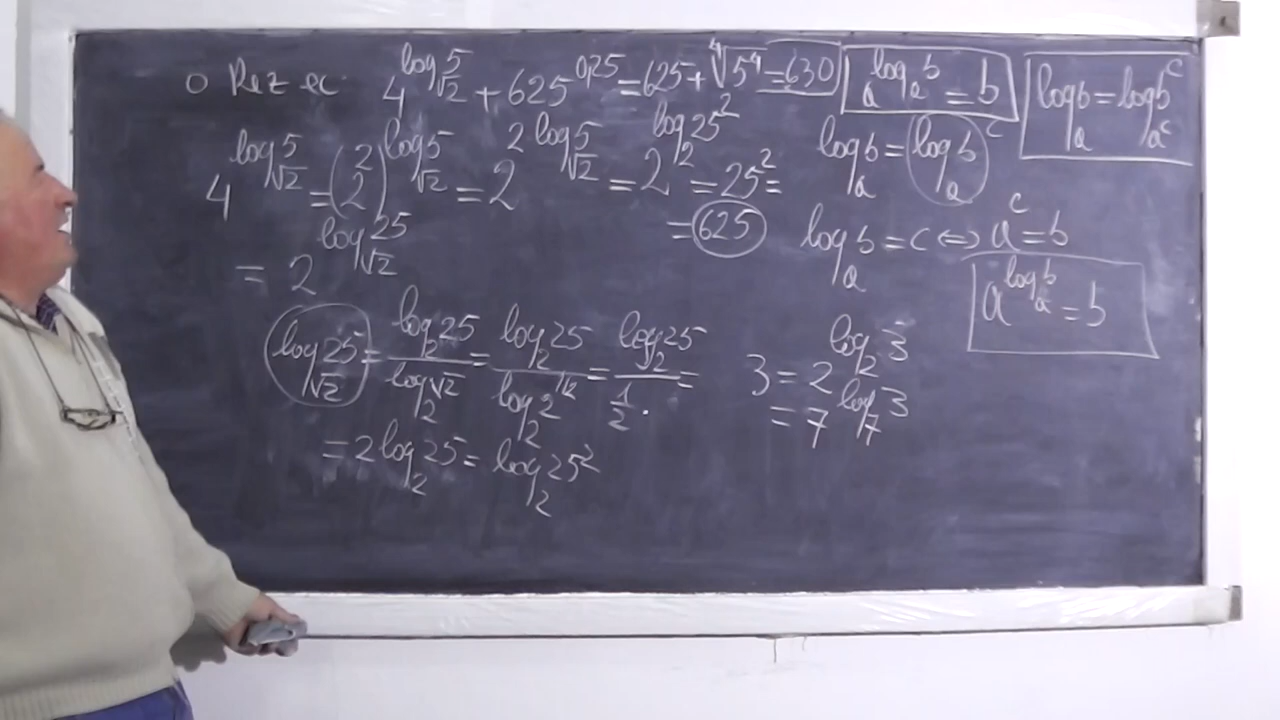 ○ Rez ec. 4^(log_√2 5) + 625^0,25 = 625 + ⁴√5⁴ = 630
a^(log_a b) = b
log_a b = log_(a^c) b^c
4^(log_√2 5) = (2²)^(log_√2 5) = 2^(2 log_√2 5) = 2^(log_2 25²) = 25² =
= 625
log_a b = (log_a b)^c
= 2^(log_√2 25)
log_a b = c ⇔ a^c = b
a^(log_a b) = b
log_√2 25 = log_2 25 / log_2 √2 = log_2 25 / log_2 2^(1/2) = log_2 25 / (1/2) =
= 2 log_2 25 = log_2 25²
3 = 2^(log_2 3)
= 7^(log_7 3)